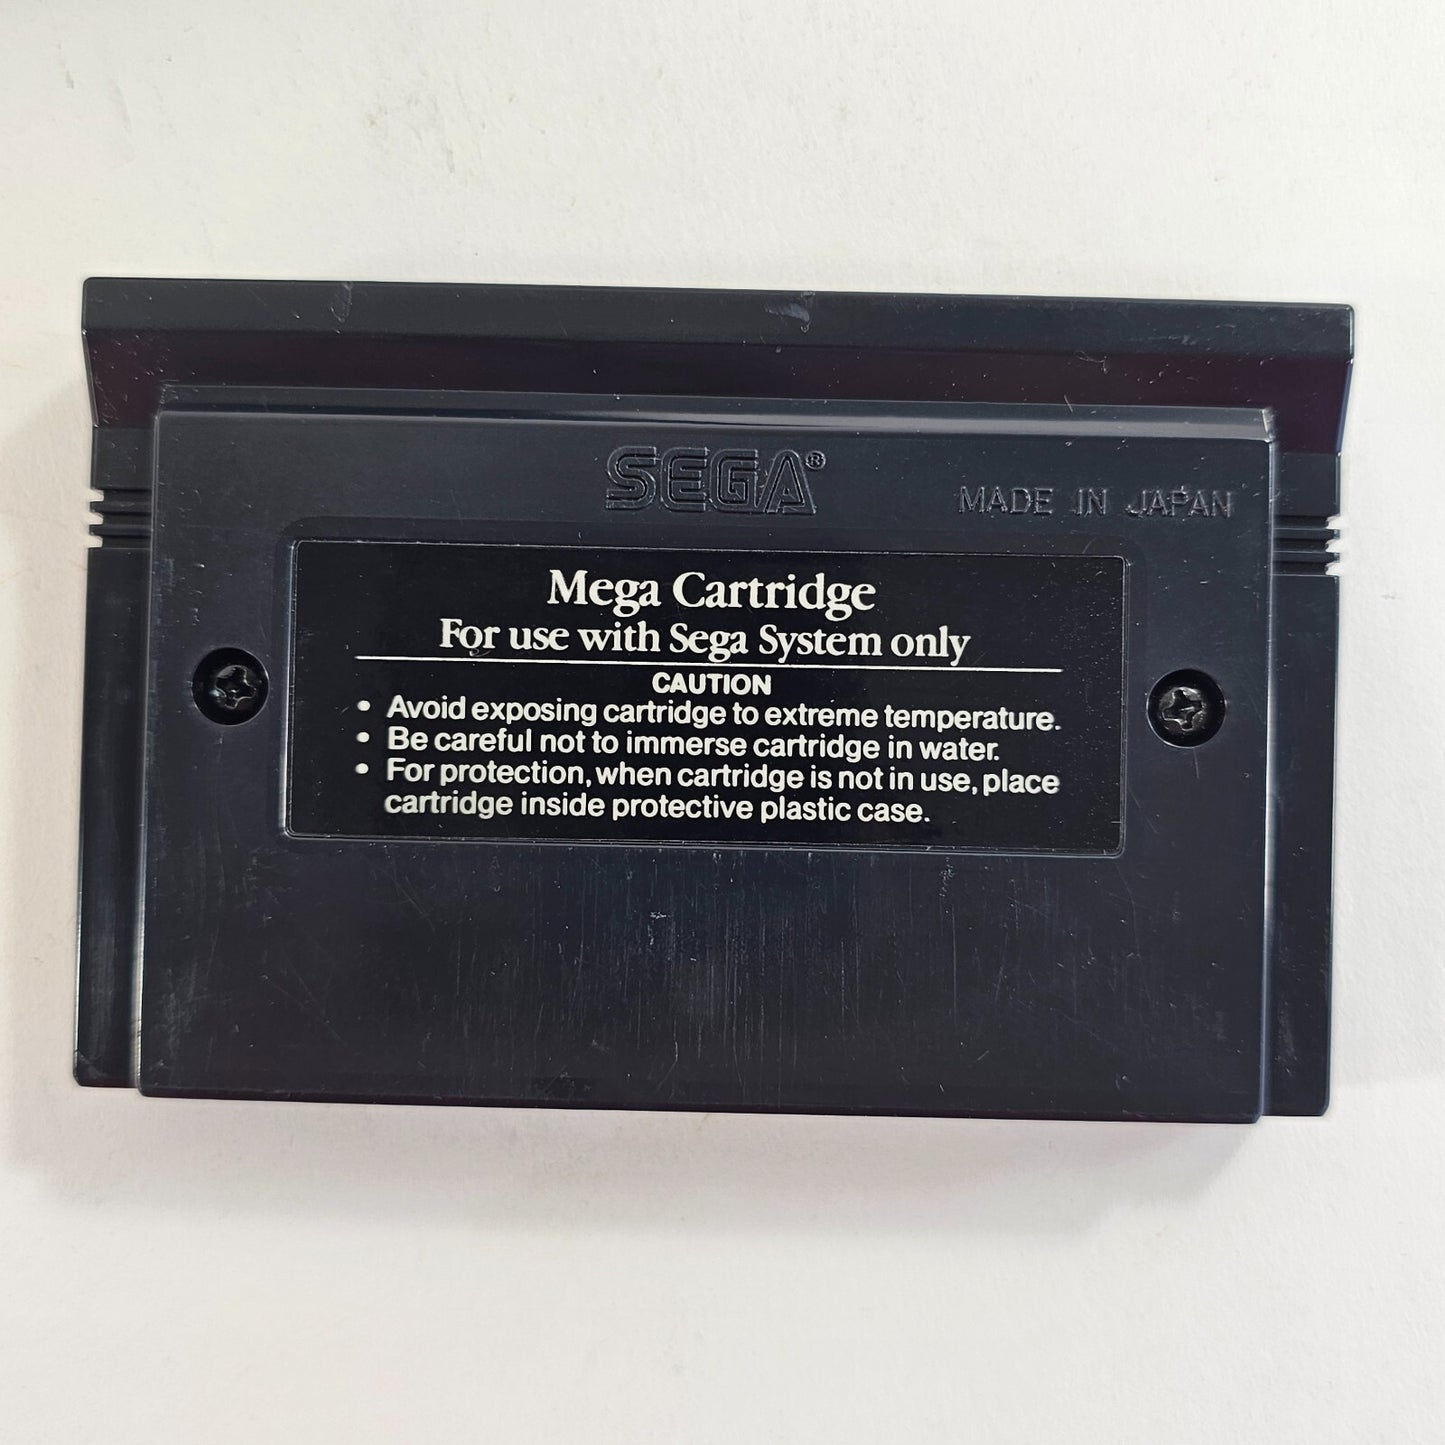 SEGA®
MADE IN JAPAN
Mega Cartridge
For use with Sega System only
CAUTION
• Avoid exposing cartridge to extreme temperature.
• Be careful not to immerse cartridge in water.
• For protection, when cartridge is not in use, place
cartridge inside protective plastic case.